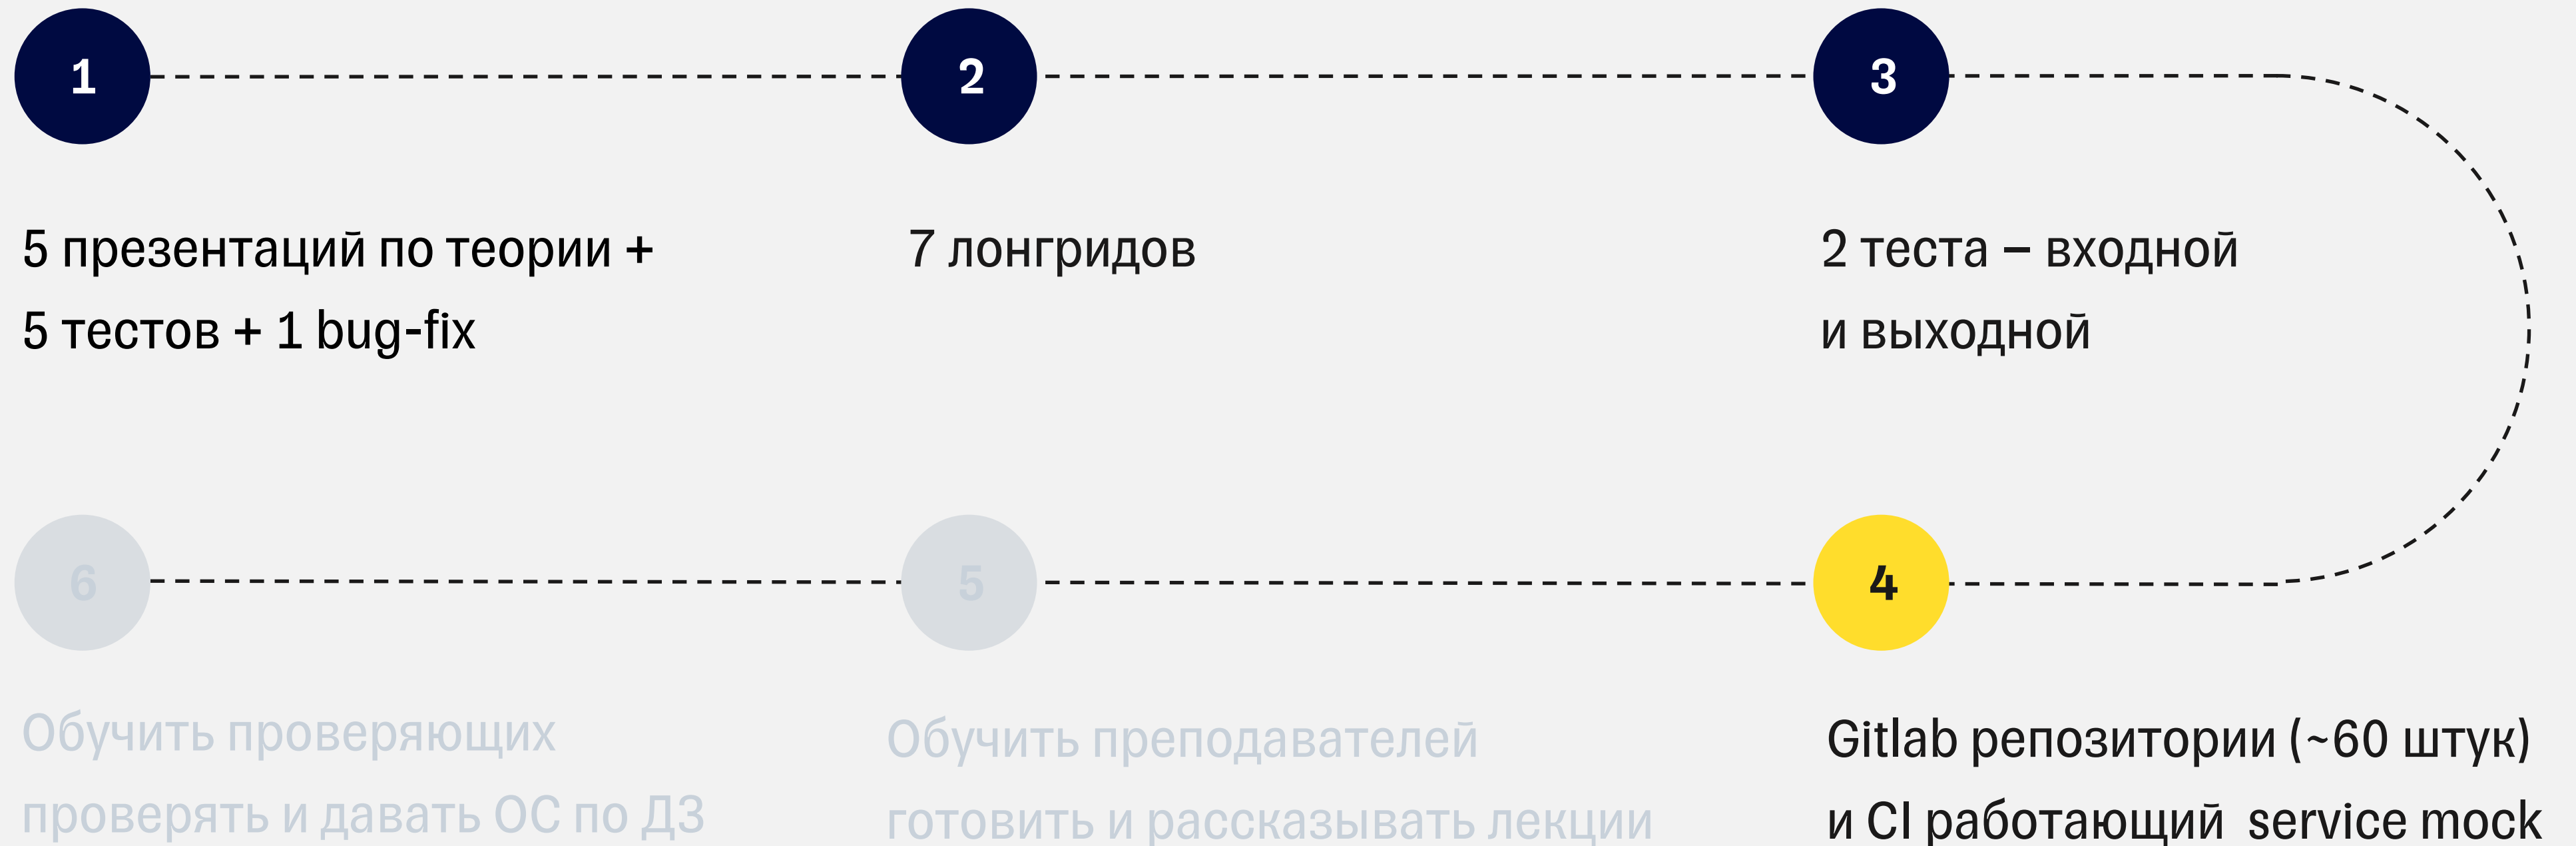 1
2
3
5 презентаций по теории +
5 тестов + 1 bug-fix
7 лонгридов
2 теста – входной
и выходной
4
Gitlab репозитории (~60 штук)
и CI работающий service mock
5
Обучить преподавателей
готовить и рассказывать лекции
6
Обучить проверяющих
проверять и давать ОС по ДЗ